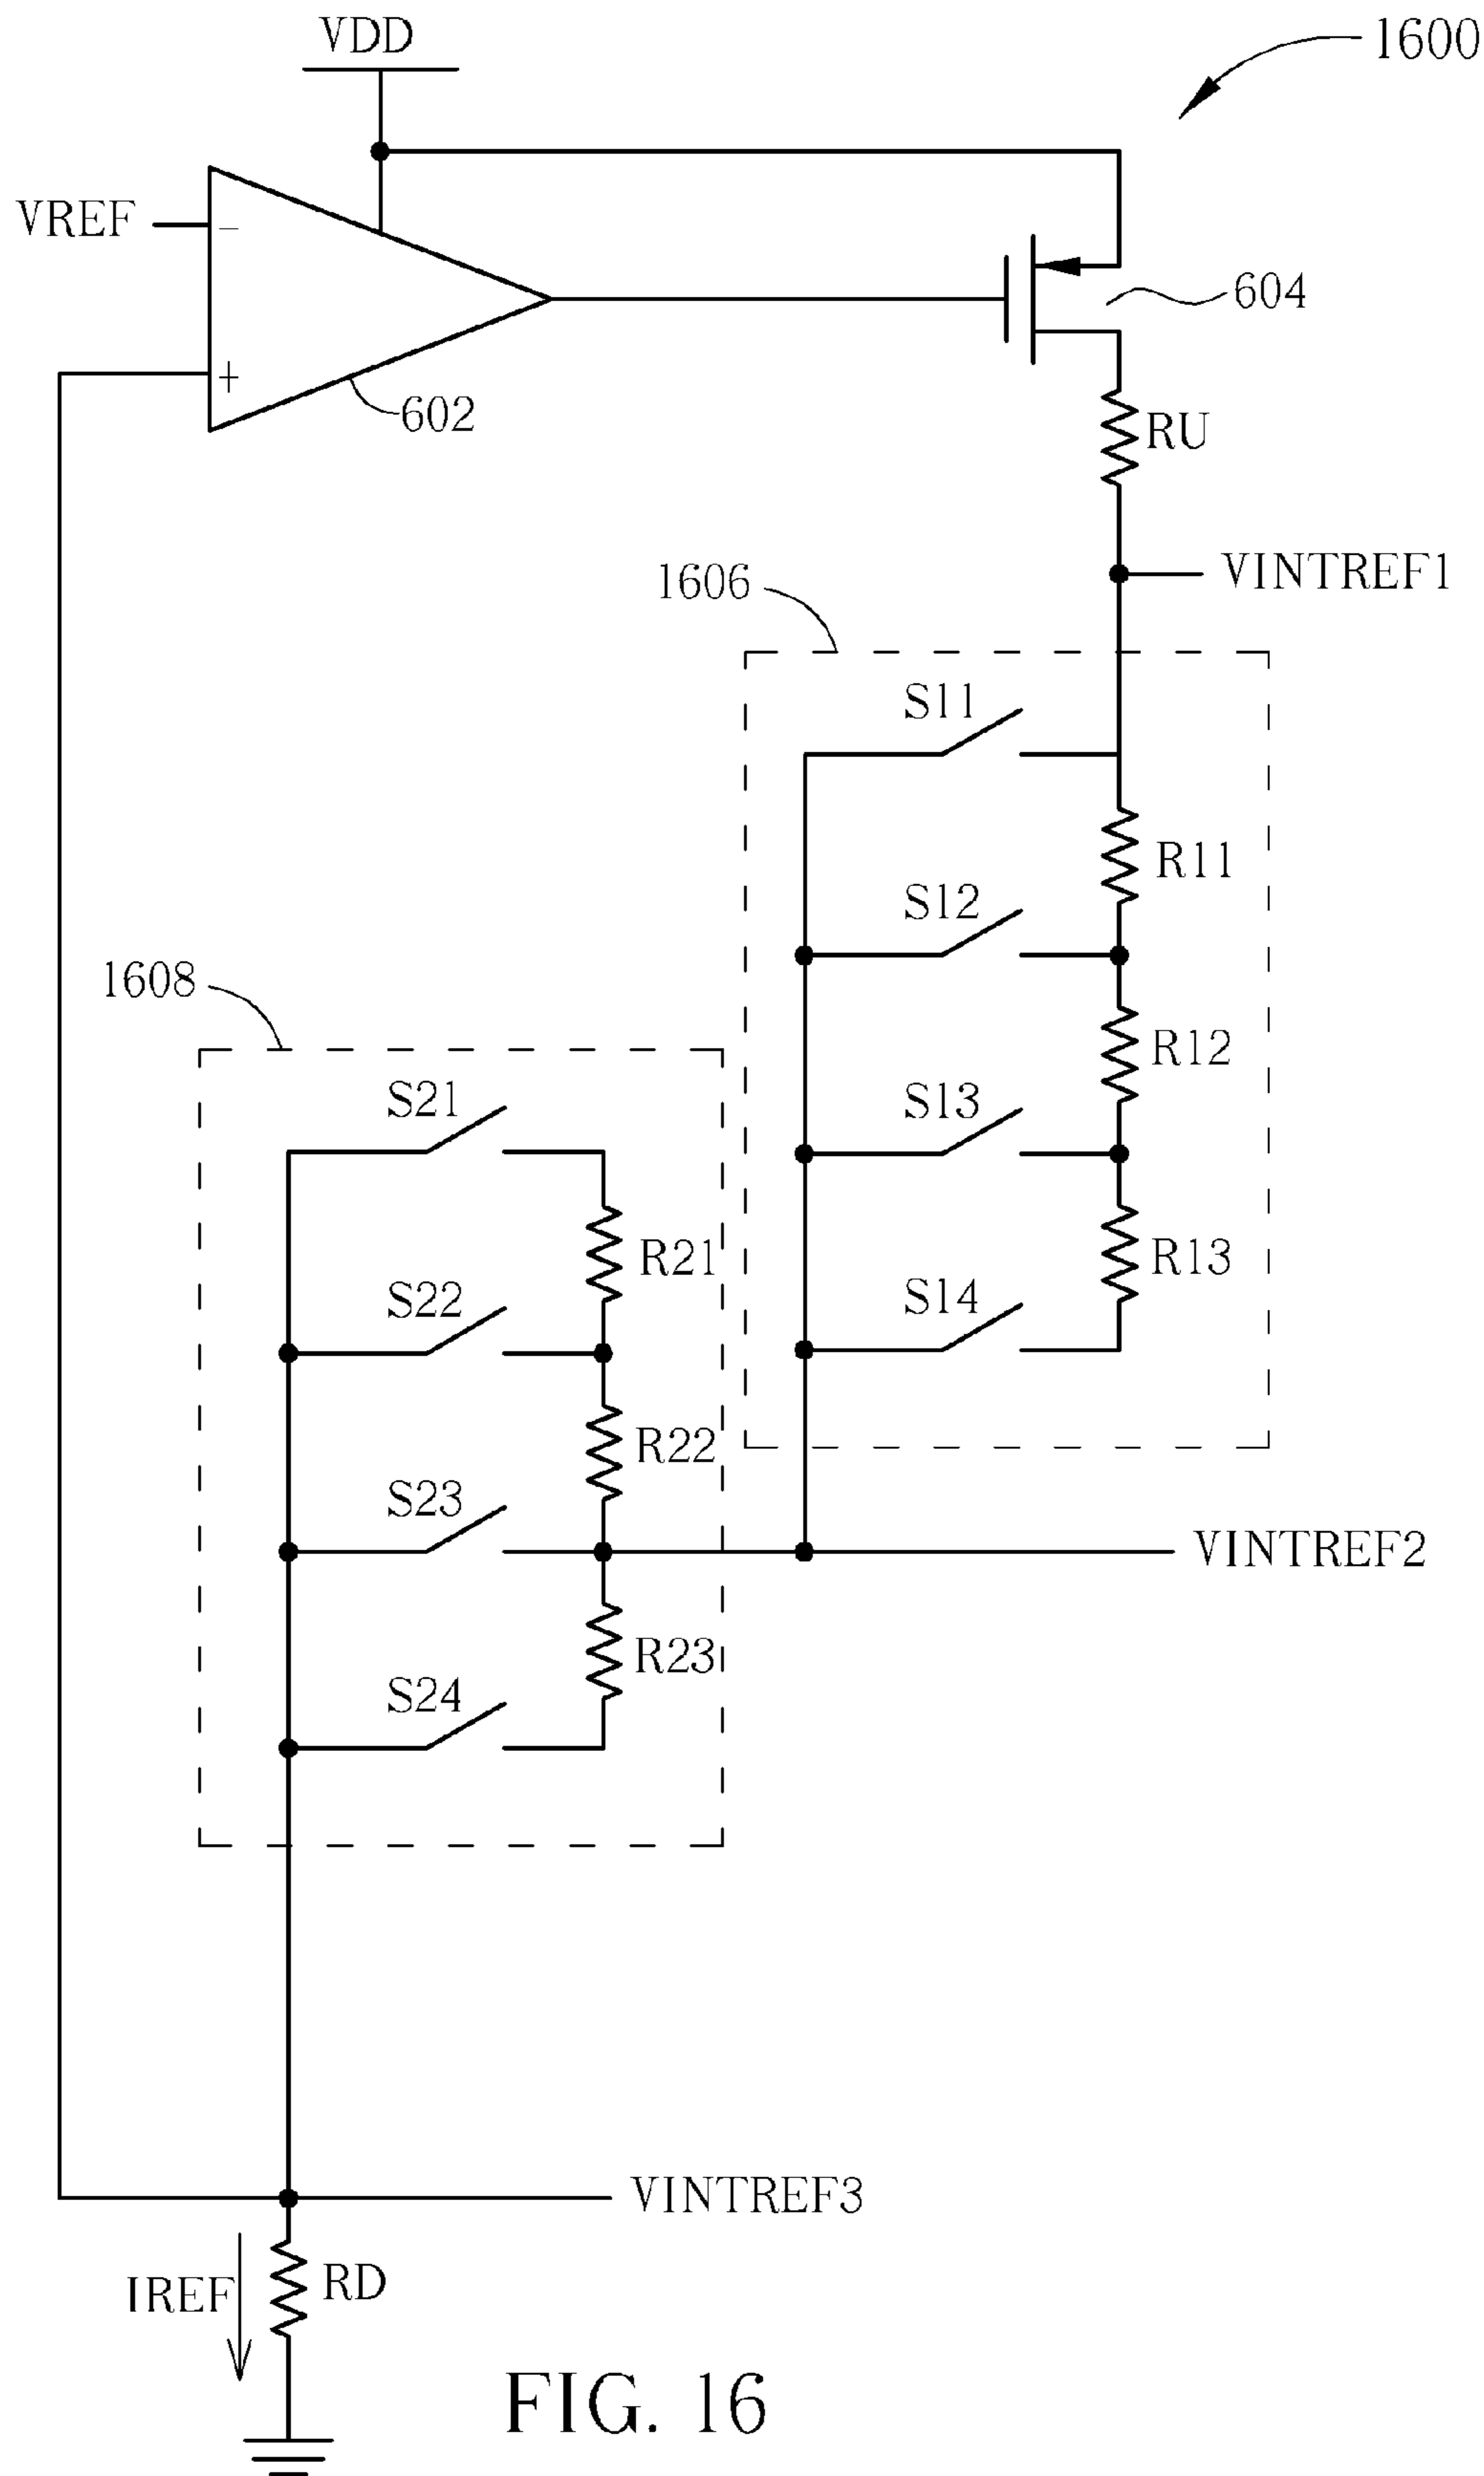 VDD
1600
VREF
−
+
602
604
RU
VINTREF1
1606
S11
R11
S12
1608
R12
S13
S21
R13
R21
S14
S22
R22
S23
VINTREF2
R23
S24
VINTREF3
IREF
RD
FIG. 16